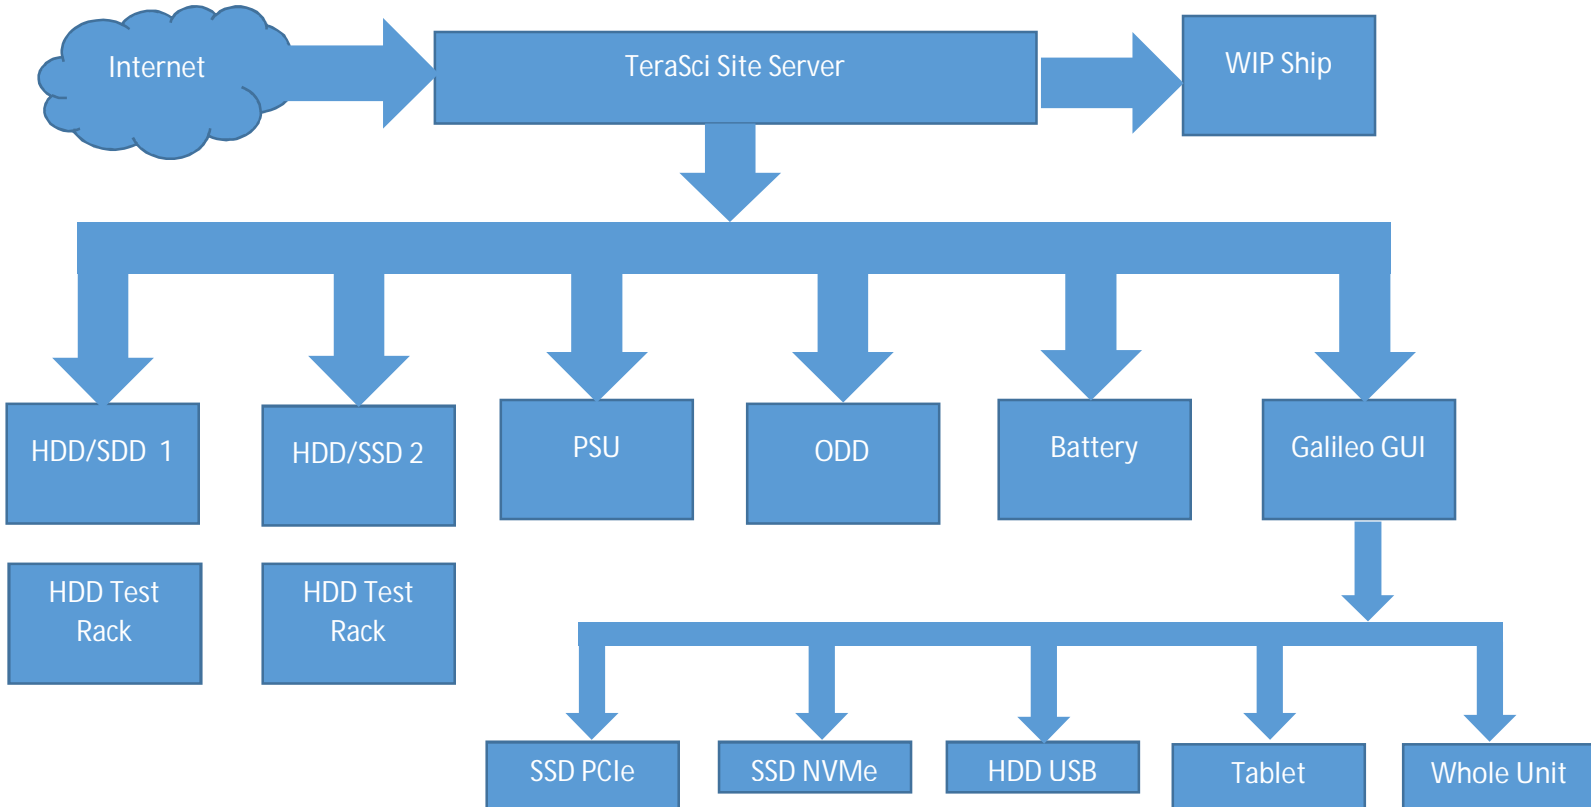 Internet
TeraSci Site Server
WIP Ship
HDD/SDD 1
HDD/SSD 2
PSU
ODD
Battery
Galileo GUI
HDD Test
Rack
HDD Test
Rack
SSD PCIe
SSD NVMe
HDD USB
Tablet
Whole Unit